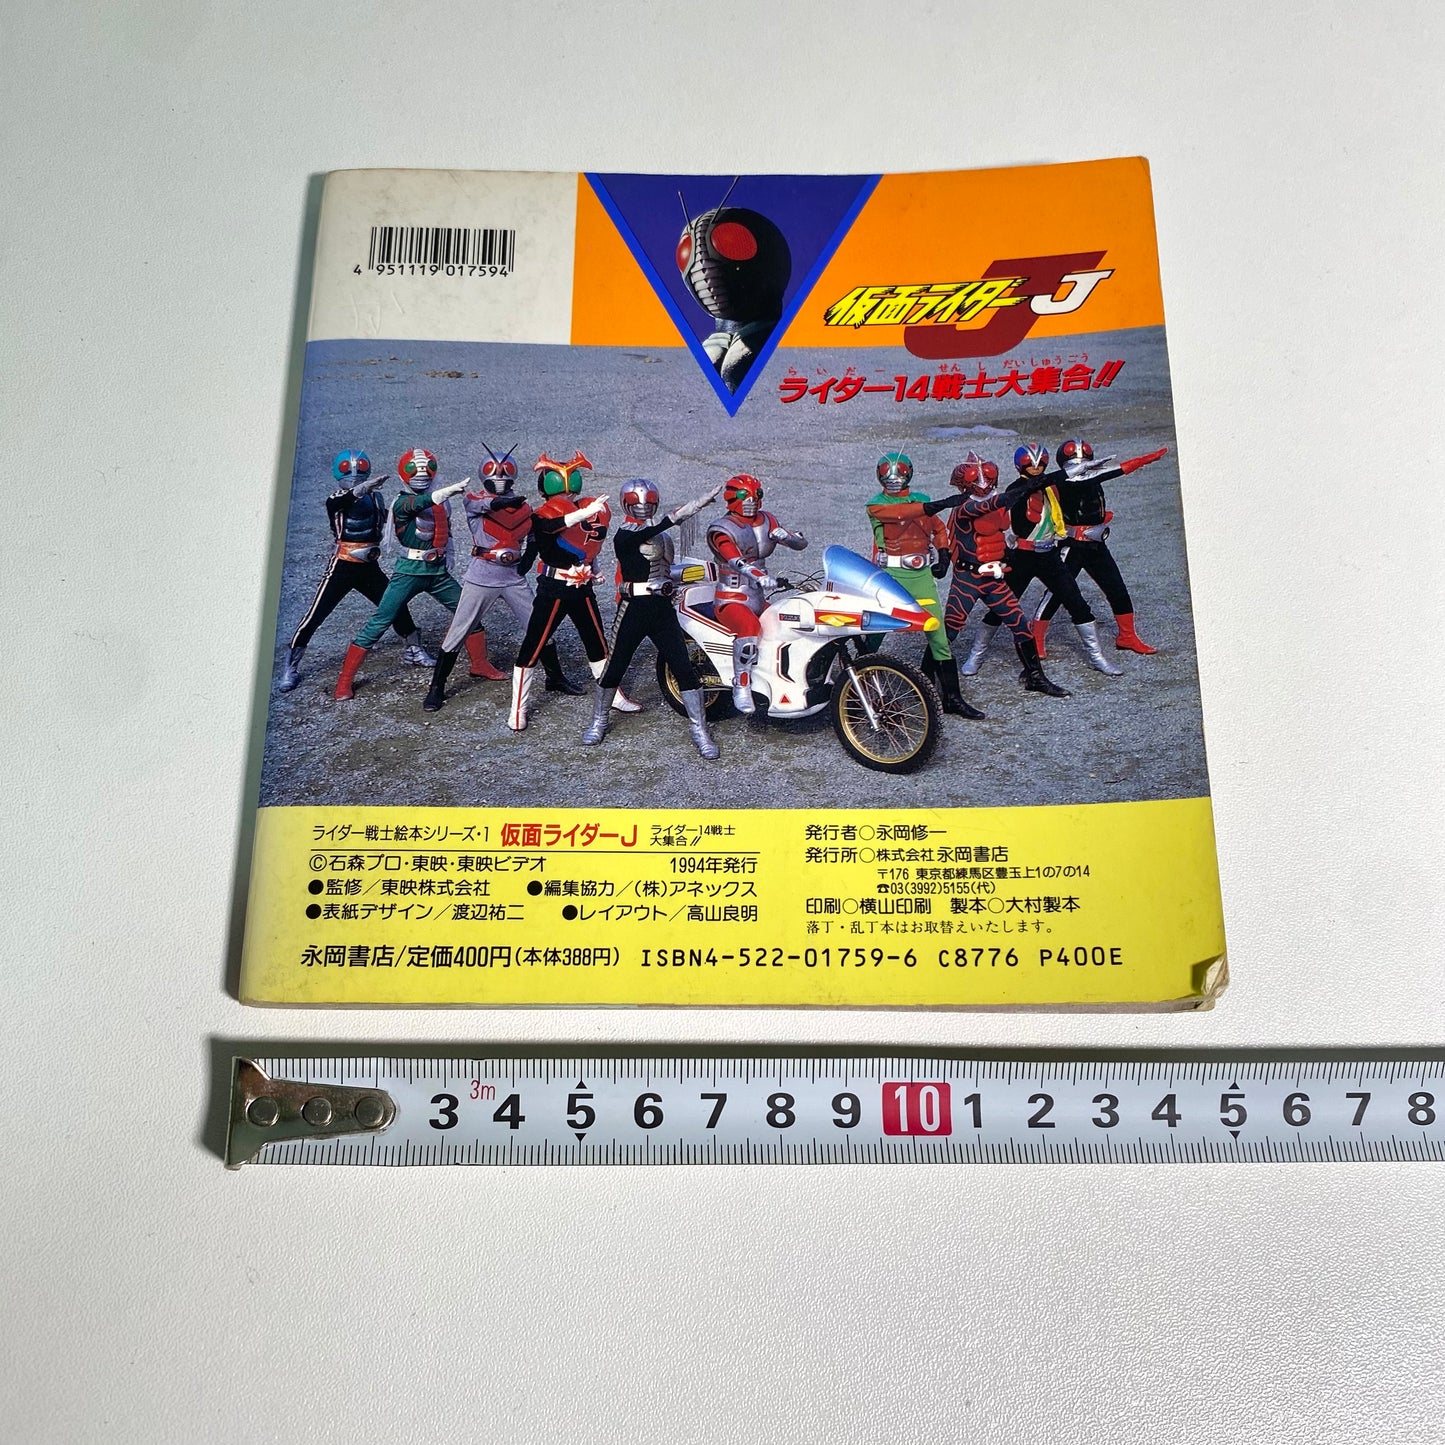 4 951119 017594
仮面ライダーJ
J
らいだー せんし だいしゅうごう
ライダー14戦士大集合!!
ライダー戦士絵本シリーズ・1 仮面ライダーJ ライダー14戦士大集合!!
©石森プロ・東映・東映ビデオ 1994年発行
●監修/東映株式会社 ●編集協力/(株)アネックス
●表紙デザイン/渡辺祐二 ●レイアウト/高山良明
発行者○永岡修一
発行所○株式会社永岡書店
〒176 東京都練馬区豊玉上1の7の14
☎03(3992)5155(代)
印刷○横山印刷 製本○大村製本
落丁・乱丁本はお取替えいたします。
永岡書店/定価400円(本体388円) ISBN4-522-01759-6 C8776 P400E
3m
3 4 5 6 7 8 9 10 1 2 3 4 5 6 7 8